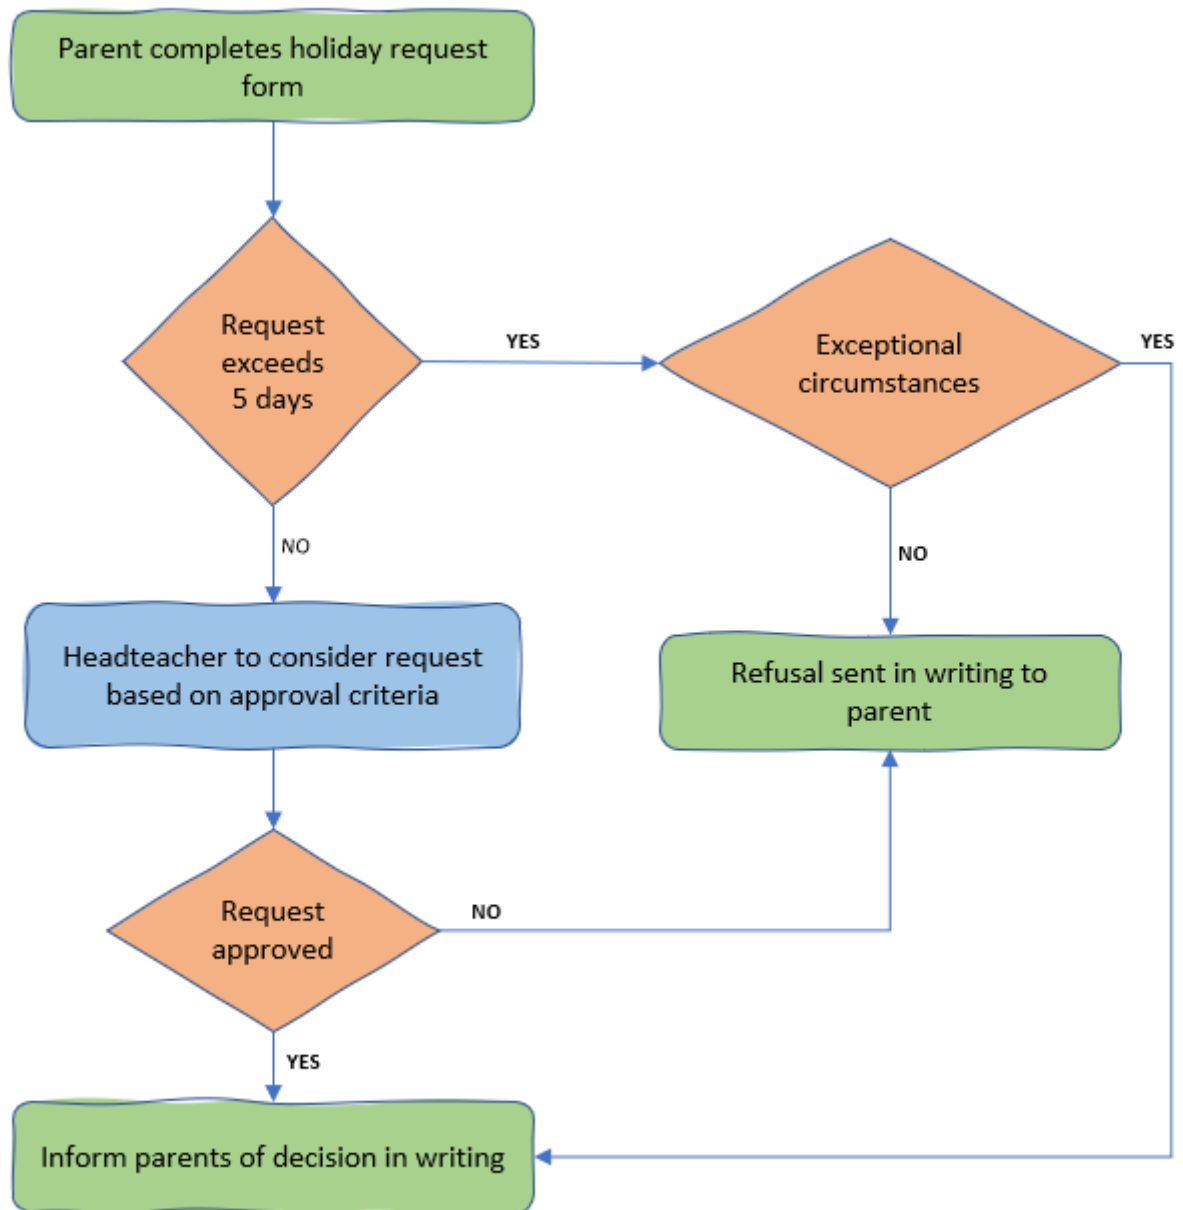 Parent completes holiday request
form
Request
exceeds
5 days
YES
Exceptional
circumstances
YES
NO
NO
Headteacher to consider request
based on approval criteria
Refusal sent in writing to
parent
Request
approved
NO
YES
Inform parents of decision in writing